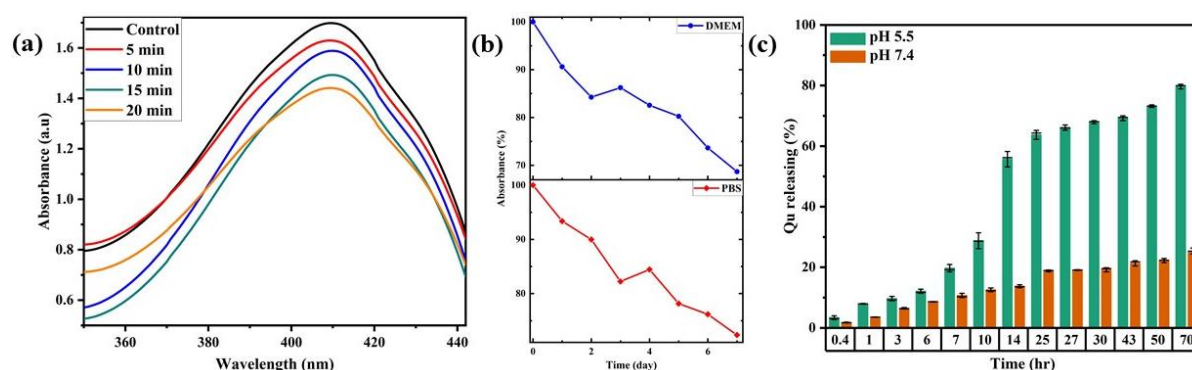 (a)
Absorbance (a.u)
1.6
1.4
1.2
1.0
0.8
0.6
Control
5 min
10 min
15 min
20 min
360
380
400
420
440
Wavelength (nm)
(b)
Absorbance (%)
100
90
80
70
DMEM
100
90
80
PBS
0
2
4
6
Time (day)
(c)
Qu releasing (%)
100
80
60
40
20
0
pH 5.5
pH 7.4
0.4 1 3 6 7 10 14 25 27 30 43 50 70
Time (hr)